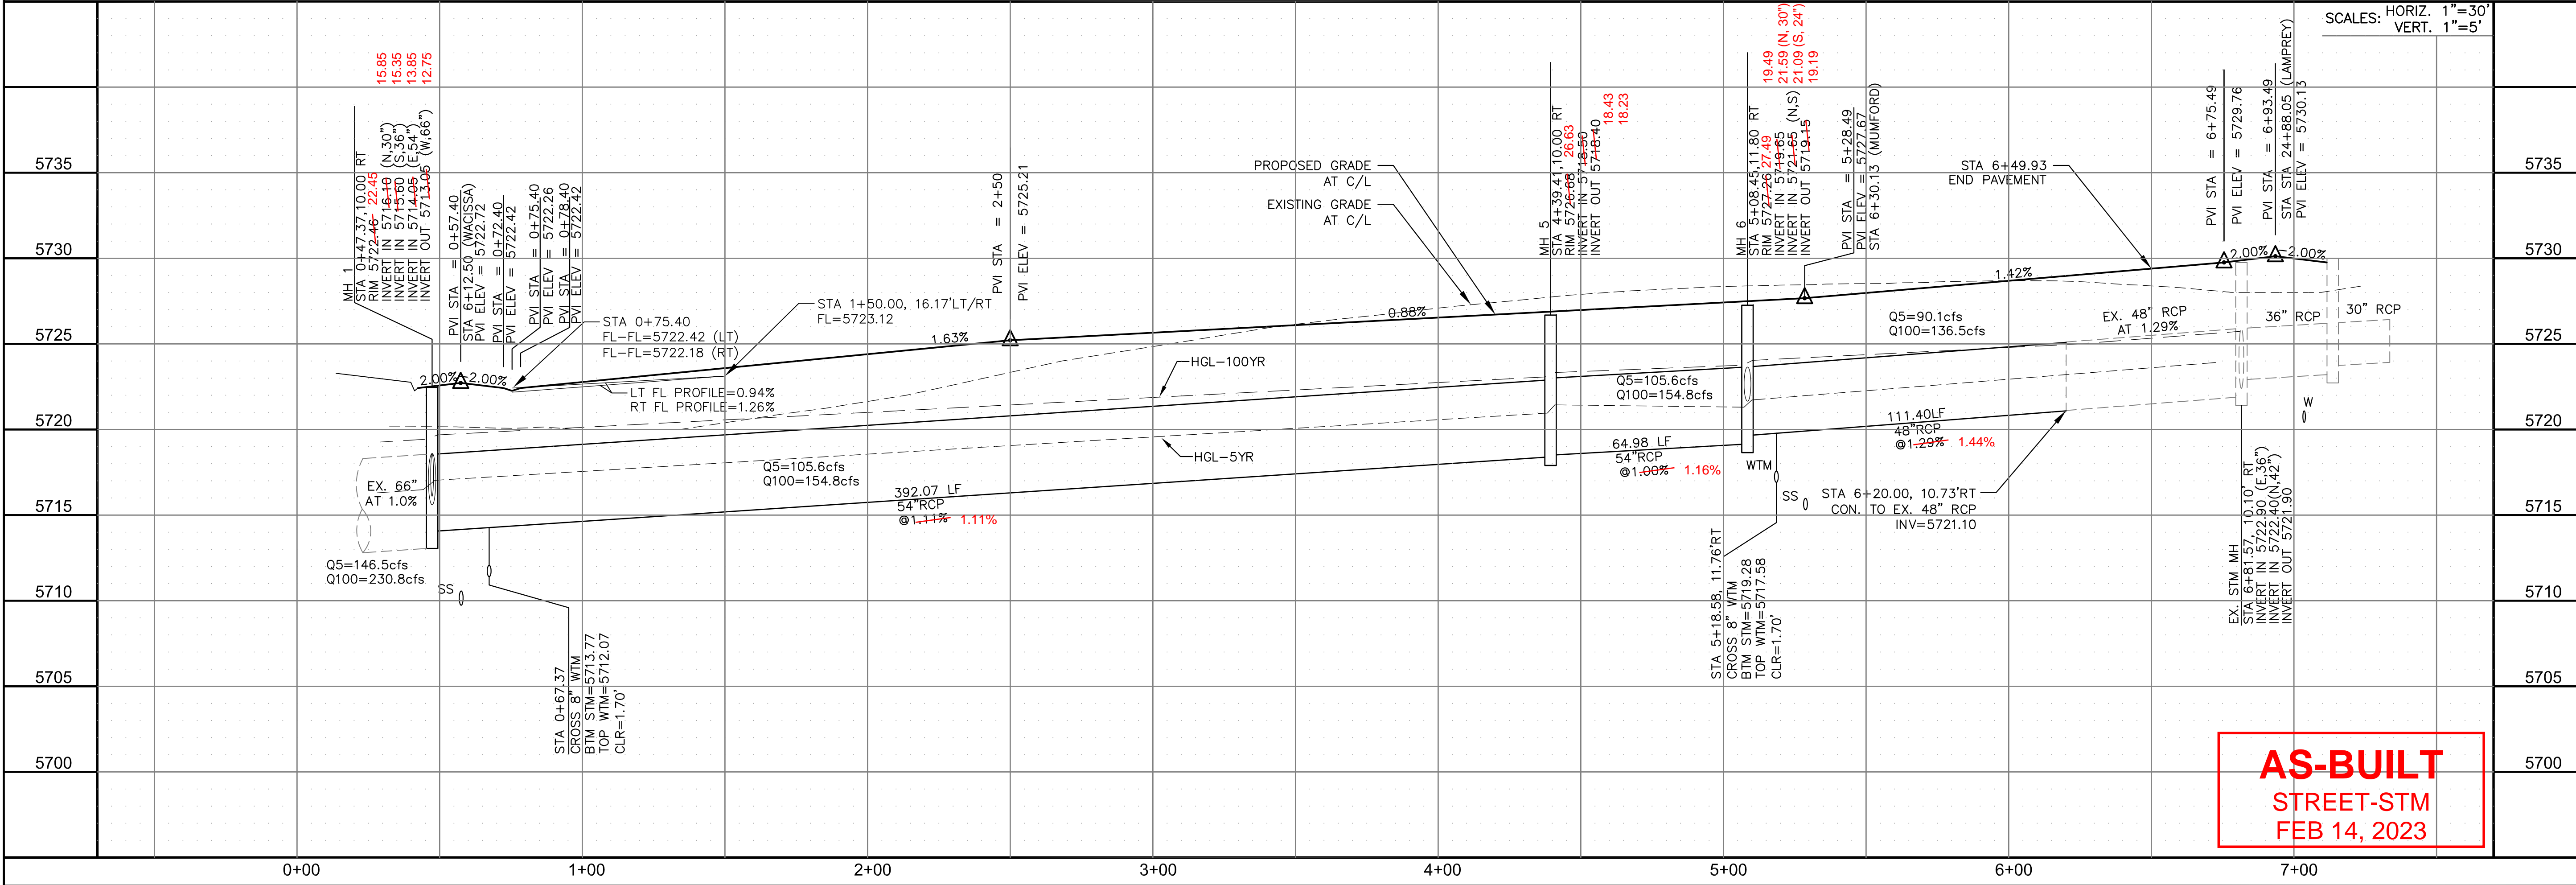 SCALES: HORIZ. 1"=30'
VERT. 1"=5'
15.85
15.35
13.85
12.75
MH 1
STA 0+47.37,10.00 RT
RIM 5722.46 22.45
INVERT IN 5716.10 (N,30")
INVERT IN 5715.60 (S,36")
INVERT IN 5714.05 (E,54")
INVERT OUT 5713.05 (W,66")
PVI STA = 0+57.40
STA 6+12.50 (WACISSA)
PVI ELEV = 5722.72
PVI STA = 0+72.40
PVI ELEV = 5722.42
PVI STA = 0+75.40
PVI ELEV = 5722.26
PVI STA = 0+78.40
PVI ELEV = 5722.42
STA 0+75.40
FL-FL=5722.42 (LT)
FL-FL=5722.18 (RT)
STA 1+50.00, 16.17'LT/RT
FL=5723.12
LT FL PROFILE=0.94%
RT FL PROFILE=1.26%
2.00%
-2.00%
1.63%
PVI STA = 2+50
PVI ELEV = 5725.21
0.88%
PROPOSED GRADE
AT C/L
EXISTING GRADE
AT C/L
HGL-100YR
HGL-5YR
MH 5
STA 4+39.41,10.00 RT
RIM 5726.68 26.63
INVERT IN 5718.50
INVERT OUT 5718.40
18.43
18.23
MH 6
STA 5+08.45,11.80 RT
RIM 5727.26 27.49
INVERT IN 5719.65
INVERT IN 5721.65 (N,S)
INVERT OUT 5719.15
19.49
21.59 (N, 30")
21.09 (S, 24")
19.19
PVI STA = 5+28.49
PVI ELEV = 5727.67
STA 6+30.13 (MUMFORD)
STA 6+49.93
END PAVEMENT
1.42%
PVI STA = 6+75.49
PVI ELEV = 5729.76
PVI STA = 6+93.49
STA 24+88.05 (LAMPREY)
PVI ELEV = 5730.13
2.00%
-2.00%
EX. 48' RCP
AT 1.29%
36" RCP
30" RCP
Q5=90.1cfs
Q100=136.5cfs
Q5=105.6cfs
Q100=154.8cfs
Q5=105.6cfs
Q100=154.8cfs
EX. 66"
AT 1.0%
Q5=146.5cfs
Q100=230.8cfs
392.07 LF
54"RCP
@1.11% 1.11%
64.98 LF
54"RCP
@1.00% 1.16%
111.40LF
48"RCP
@1.29% 1.44%
WTM
SS
SS
W
STA 6+20.00, 10.73'RT
CON. TO EX. 48" RCP
INV=5721.10
STA 0+67.37
CROSS 8" WTM
BTM STM=5713.77
TOP WTM=5712.07
CLR=1.70'
STA 5+18.58, 11.76'RT
CROSS 8" WTM
BTM STM=5719.28
TOP WTM=5717.58
CLR=1.70'
EX. STM MH
STA 6+81.57, 10.10' RT
INVERT IN 5722.90 (E,36")
INVERT IN 5722.40(N,42")
INVERT OUT 5721.90
5735
5730
5725
5720
5715
5710
5705
5700
5735
5730
5725
5720
5715
5710
5705
5700
AS-BUILT
STREET-STM
FEB 14, 2023
0+00
1+00
2+00
3+00
4+00
5+00
6+00
7+00